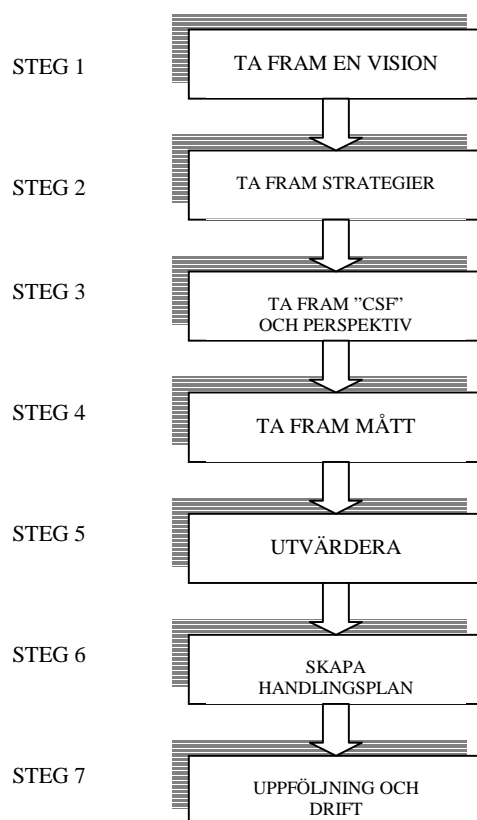 STEG 1
TA FRAM EN VISION
STEG 2
TA FRAM STRATEGIER
STEG 3
TA FRAM ”CSF”
OCH PERSPEKTIV
STEG 4
TA FRAM MÅTT
STEG 5
UTVÄRDERA
STEG 6
SKAPA
HANDLINGSPLAN
STEG 7
UPPFÖLJNING OCH
DRIFT